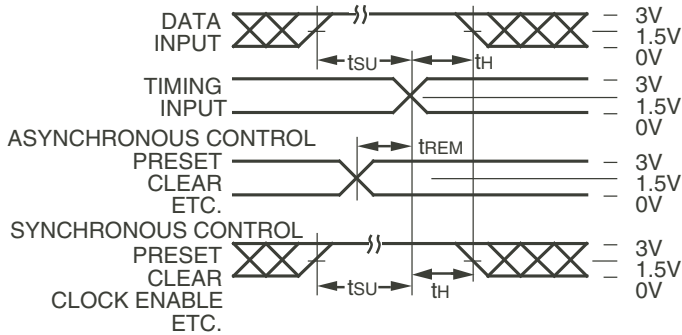 DATA
INPUT
3V
1.5V
0V
tSU
tH
TIMING
INPUT
3V
1.5V
0V
ASYNCHRONOUS CONTROL
tREM
PRESET
CLEAR
ETC.
3V
1.5V
0V
SYNCHRONOUS CONTROL
PRESET
CLEAR
CLOCK ENABLE
ETC.
3V
1.5V
0V
tSU
tH